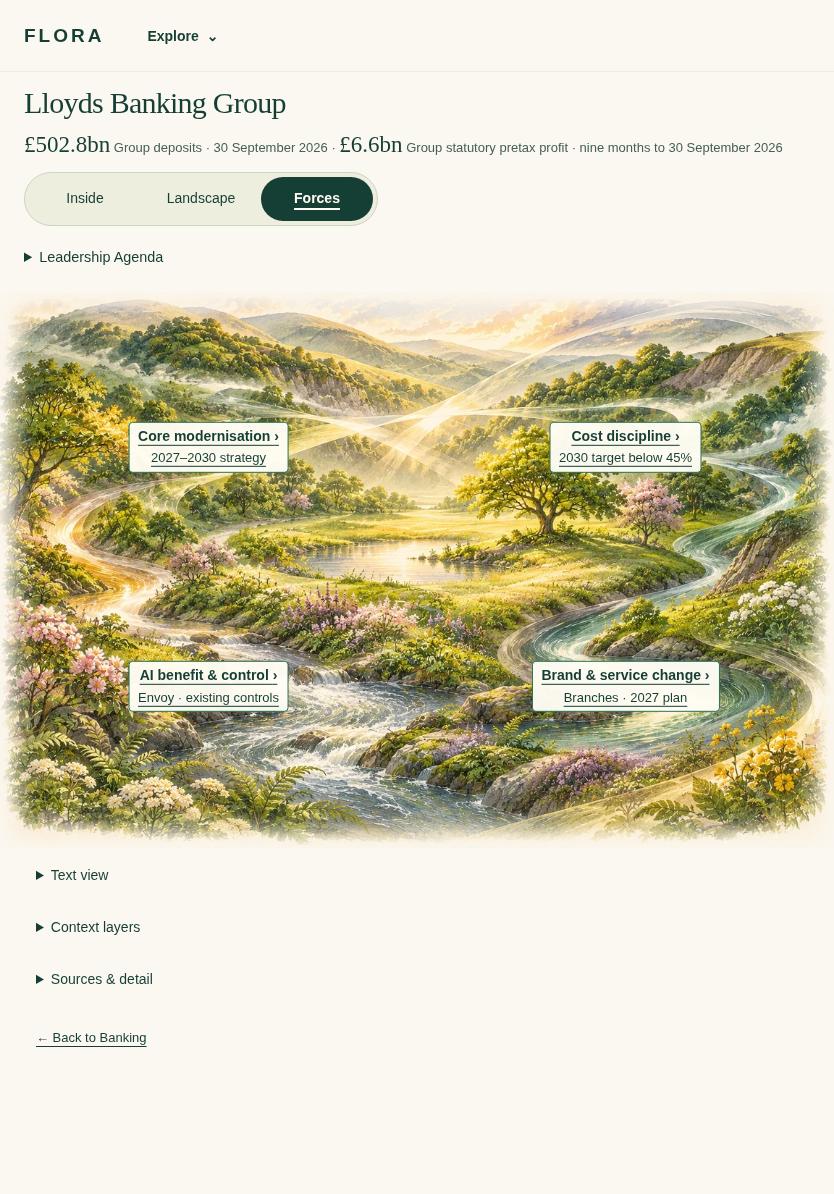 FLORA
Explore ⌄
Lloyds Banking Group
£502.8bn Group deposits · 30 September 2026 · £6.6bn Group statutory pretax profit · nine months to 30 September 2026
Inside
Landscape
Forces
▶ Leadership Agenda
Core modernisation ›
2027–2030 strategy
Cost discipline ›
2030 target below 45%
AI benefit & control ›
Envoy · existing controls
Brand & service change ›
Branches · 2027 plan
▶ Text view
▶ Context layers
▶ Sources & detail
← Back to Banking